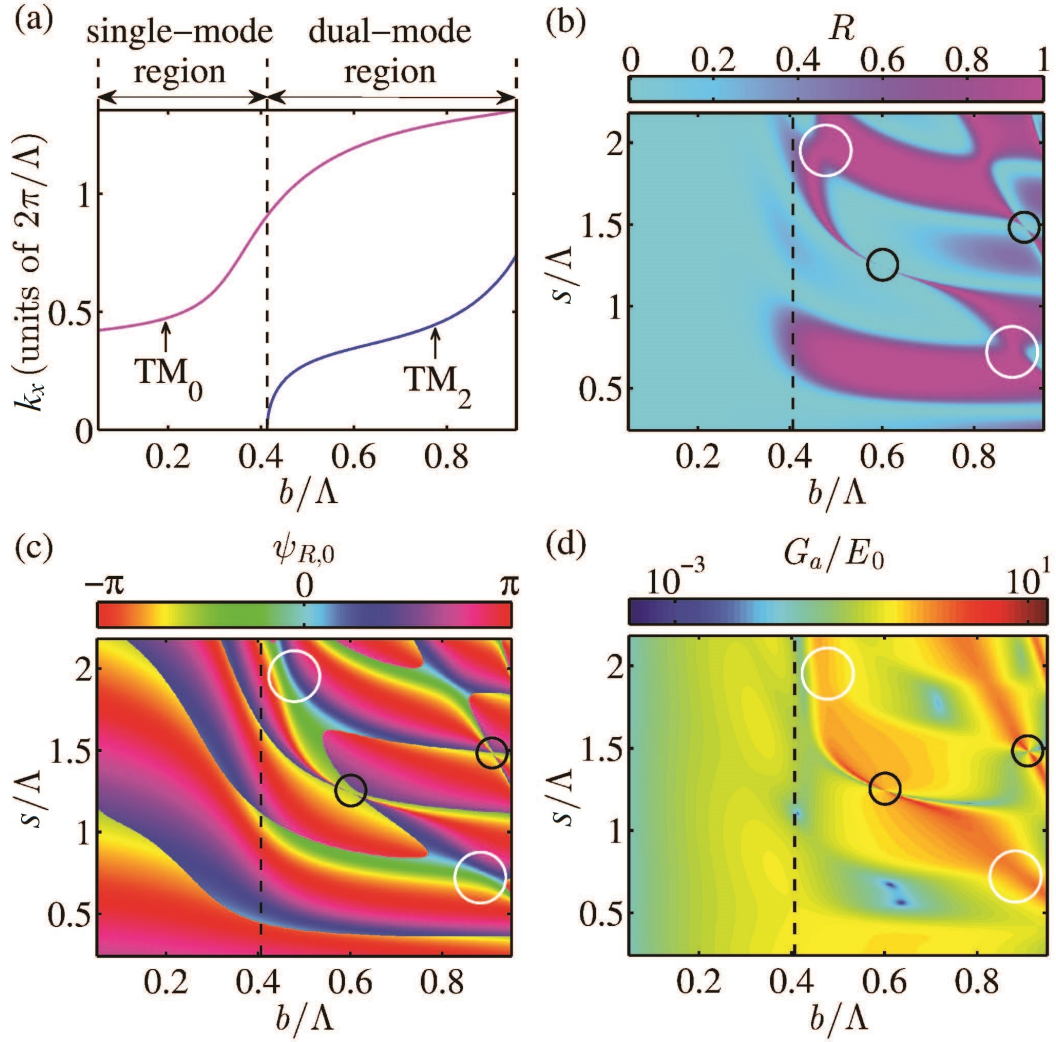 (a)
single-mode region
dual-mode region
k_x (units of 2π/Λ)
1
0.5
0
TM_0
TM_2
0.2 0.4 0.6 0.8
b/Λ
(b)
R
0 0.2 0.4 0.6 0.8 1
s/Λ
2
1.5
1
0.5
0.2 0.4 0.6 0.8
b/Λ
(c)
ψ_{R,0}
-π 0 π
s/Λ
2
1.5
1
0.5
0.2 0.4 0.6 0.8
b/Λ
(d)
G_a/E_0
10^{-3} 10^1
s/Λ
2
1.5
1
0.5
0.2 0.4 0.6 0.8
b/Λ